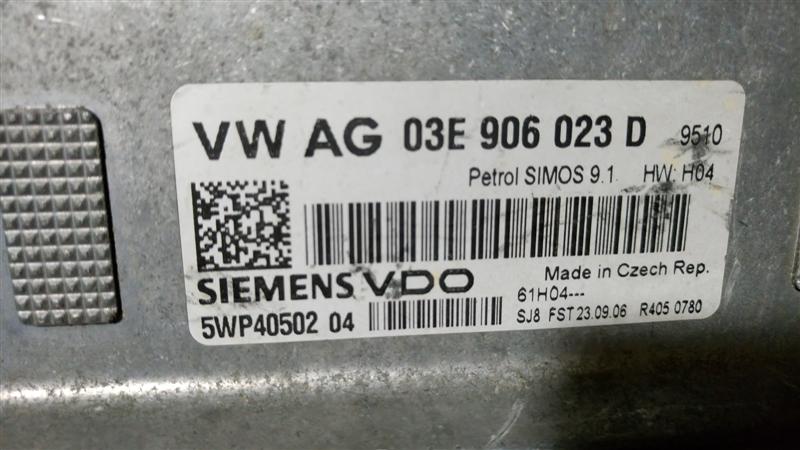 VW AG 03E 906 023 D 9510
Petrol SIMOS 9.1 HW: H04
SIEMENS VDO Made in Czech Rep.
61H04---
5WP40502 04 SJ8 FST 23.09.06 R405 0780